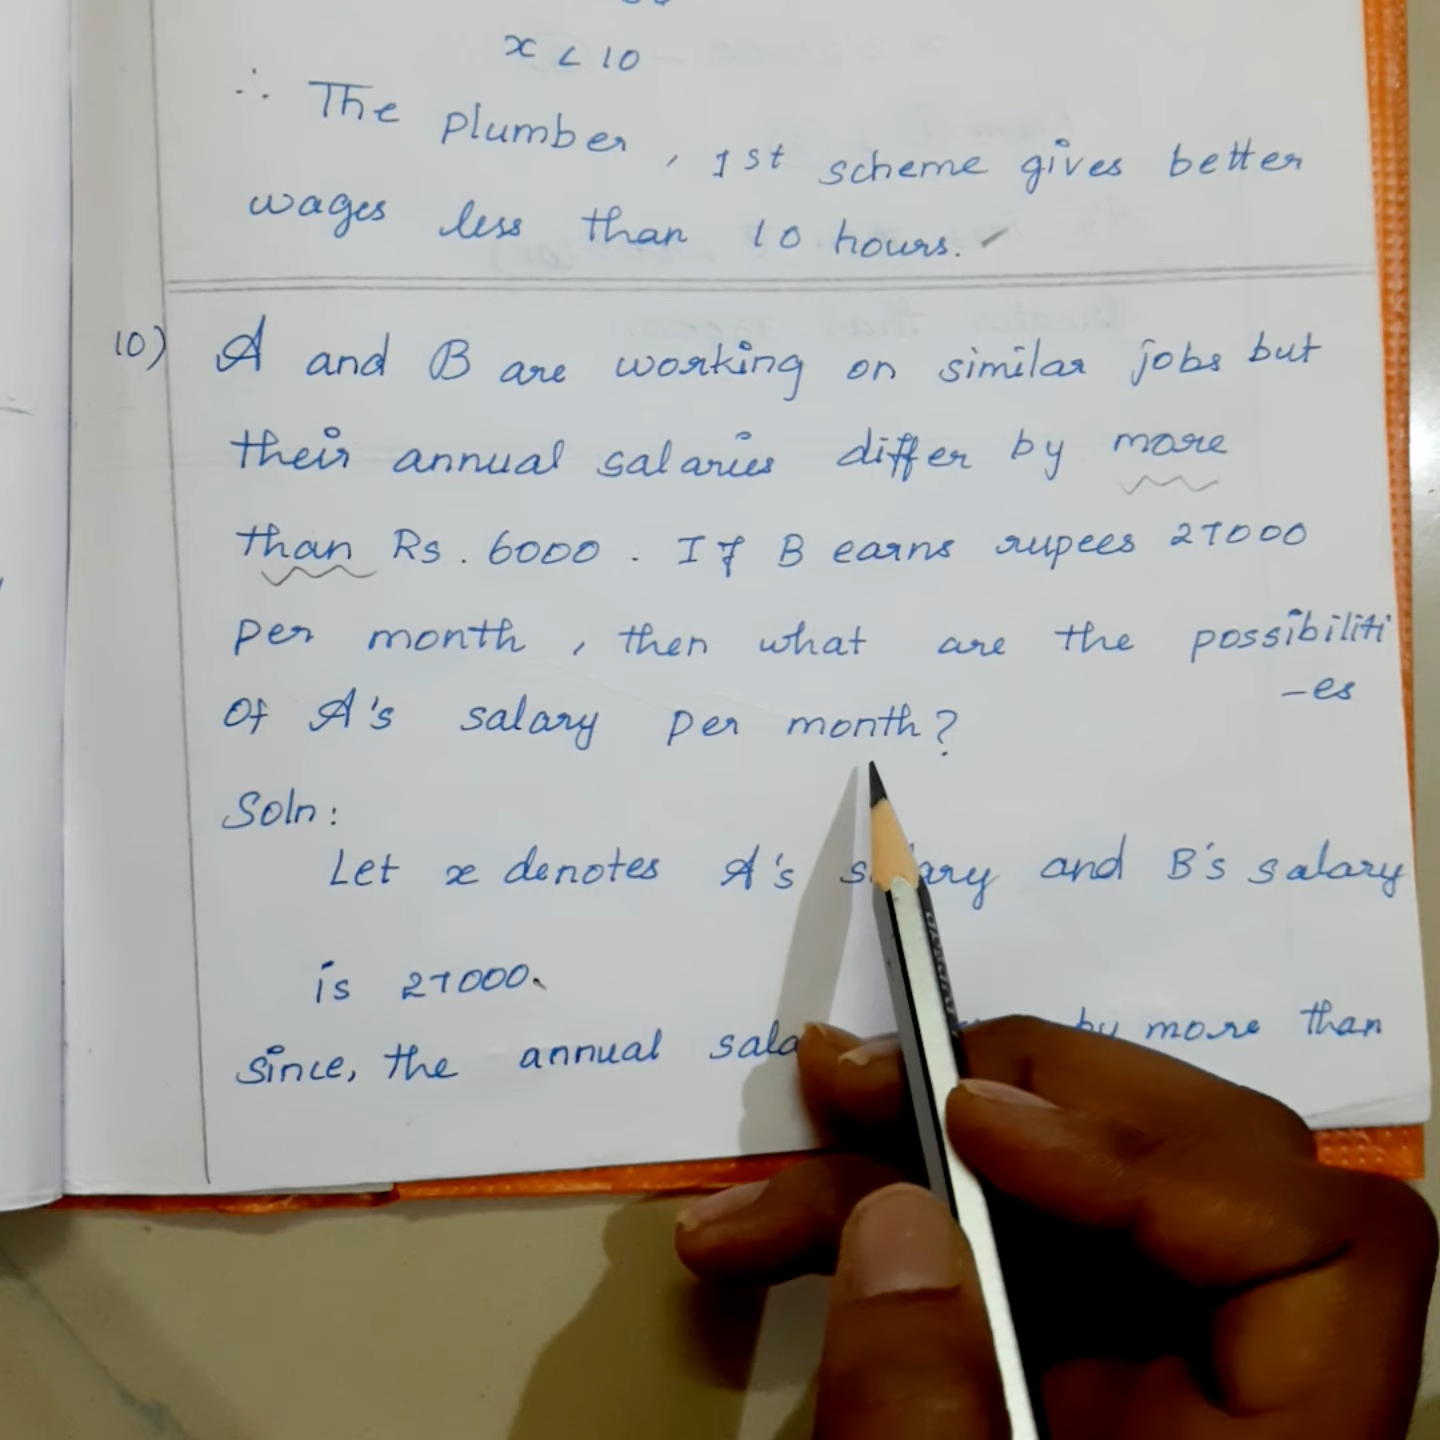 x < 10
∴ The plumber, 1st scheme gives better
wages less than 10 hours.
10) A and B are working on similar jobs but
their annual salaries differ by more
than Rs. 6000. If B earns rupees 27000
per month, then what are the possibiliti
-es
of A's salary per month?
Soln:
Let x denotes A's salary and B's salary
is 27000.
since, the annual by more than